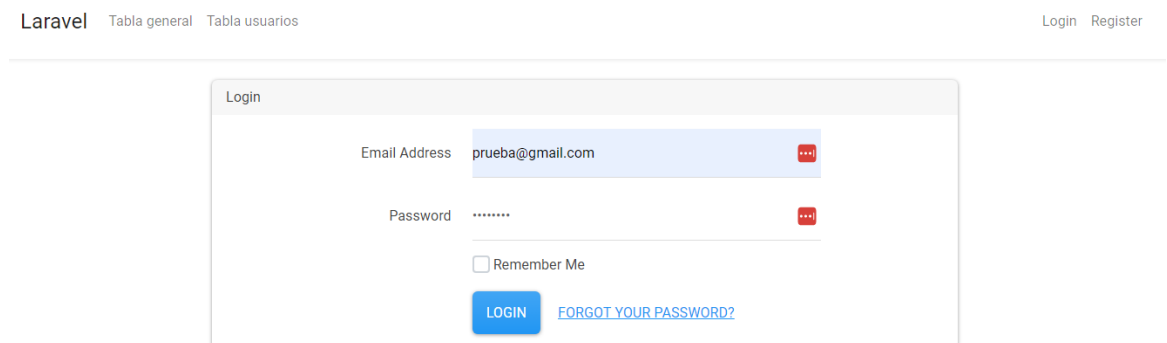 Laravel Tabla general Tabla usuarios Login Register
Login
Email Address prueba@gmail.com
Password ••••••••
Remember Me
LOGIN FORGOT YOUR PASSWORD?